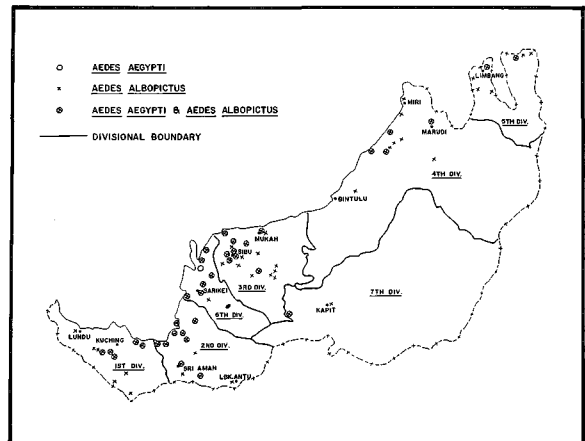 AEDES AEGYPTI
AEDES ALBOPICTUS
AEDES AEGYPTI & AEDES ALBOPICTUS
DIVISIONAL BOUNDARY
LIMBANG
5TH DIV.
MIRI
MARUDI
4TH DIV.
BINTULU
MUKAH
SIBU
3RD DIV.
7TH DIV.
SARIKEI
6TH DIV.
KAPIT
LUNDU
KUCHING
1ST DIV.
2ND DIV.
SRI AMAN
LBK.ANTU